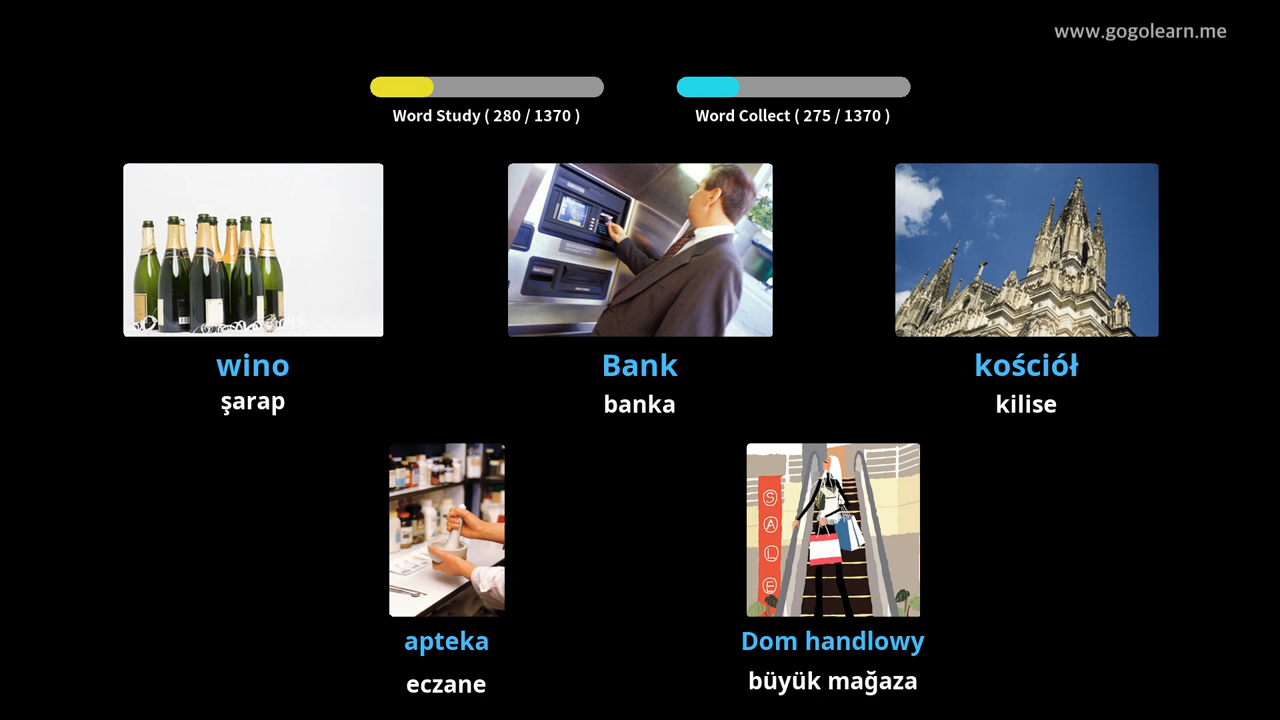 www.gogolearn.me
Word Study ( 280 / 1370 )
Word Collect ( 275 / 1370 )
wino
şarap
Bank
banka
kościół
kilise
SALE
apteka
eczane
Dom handlowy
büyük mağaza